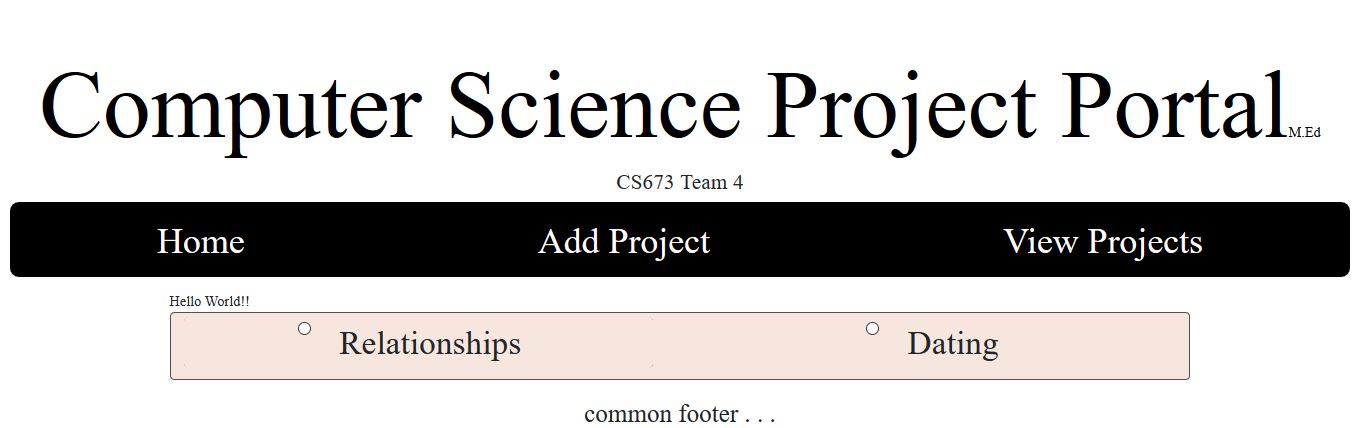 Computer Science Project Portal M.Ed
CS673 Team 4
Home Add Project View Projects
Hello World!!
Relationships Dating
common footer . . .